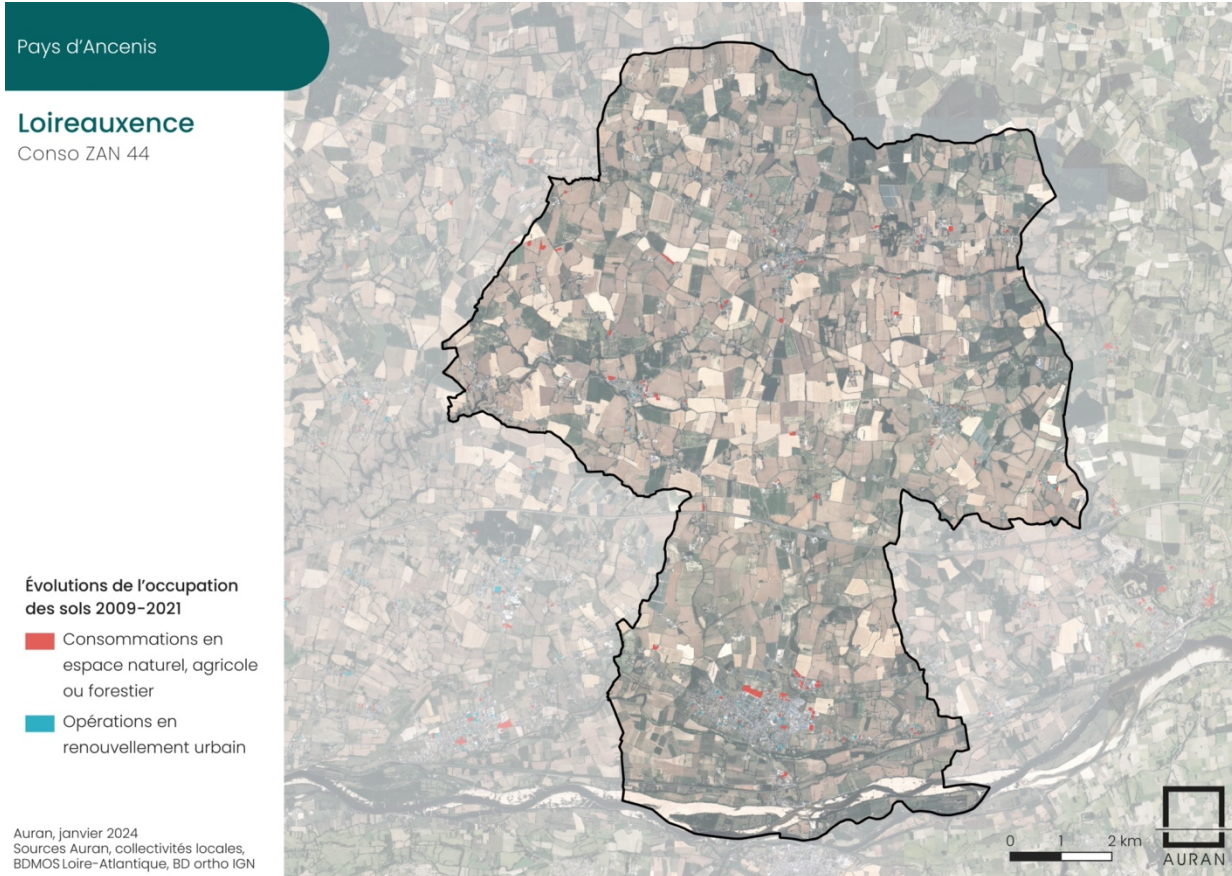 Pays d’Ancenis
Loireauxence
Conso ZAN 44
Évolutions de l’occupation
des sols 2009-2021
Consommations en
espace naturel, agricole
ou forestier
Opérations en
renouvellement urbain
Auran, janvier 2024
Sources Auran, collectivités locales,
BDMOS Loire-Atlantique, BD ortho IGN
0 1 2 km
AURAN